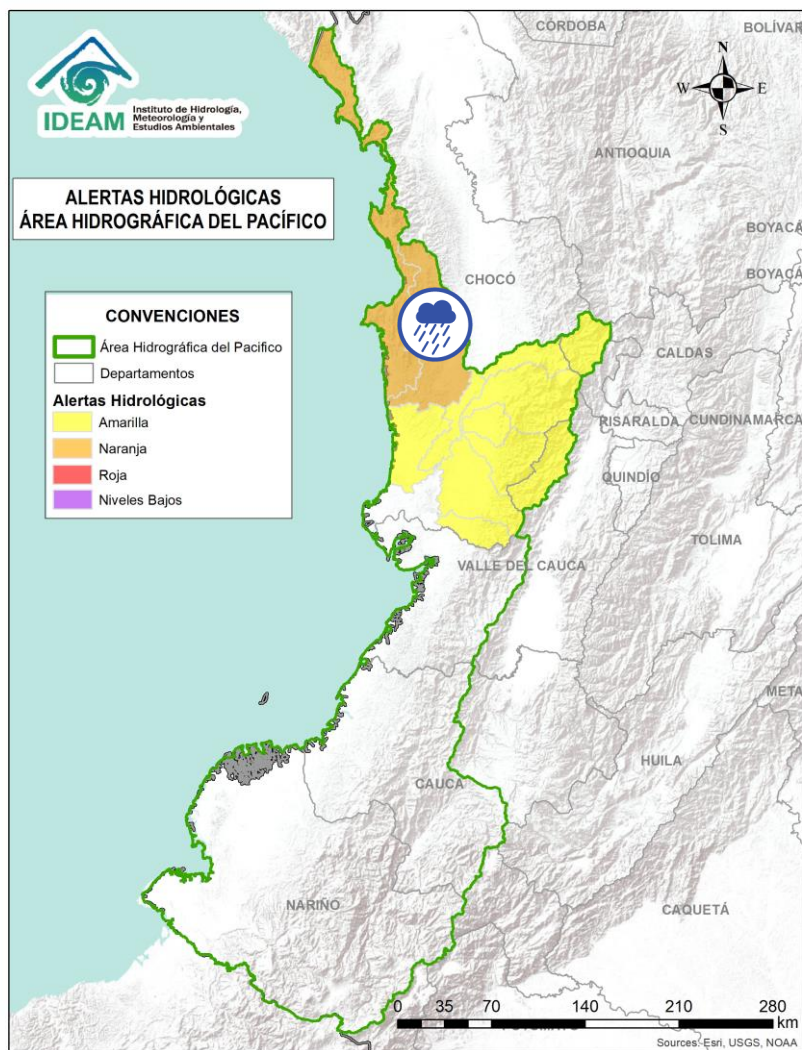 CÓRDOBA
BOLÍVAR
IDEAM
Instituto de Hidrología,
Meteorología y
Estudios Ambientales
N
W
E
S
ANTIOQUIA
ALERTAS HIDROLÓGICAS
ÁREA HIDROGRÁFICA DEL PACÍFICO
BOYACÁ
BOYACÁ
CHOCÓ
CONVENCIONES
Área Hidrográfica del Pacifico
Departamentos
Alertas Hidrológicas
Amarilla
Naranja
Roja
Niveles Bajos
CALDAS
RISARALDA
CUNDINAMARCA
QUINDÍO
TOLIMA
VALLE DEL CAUCA
META
HUILA
CAUCA
NARIÑO
CAQUETÁ
0 35 70 140 210 280
km
Sources: Esri, USGS, NOAA